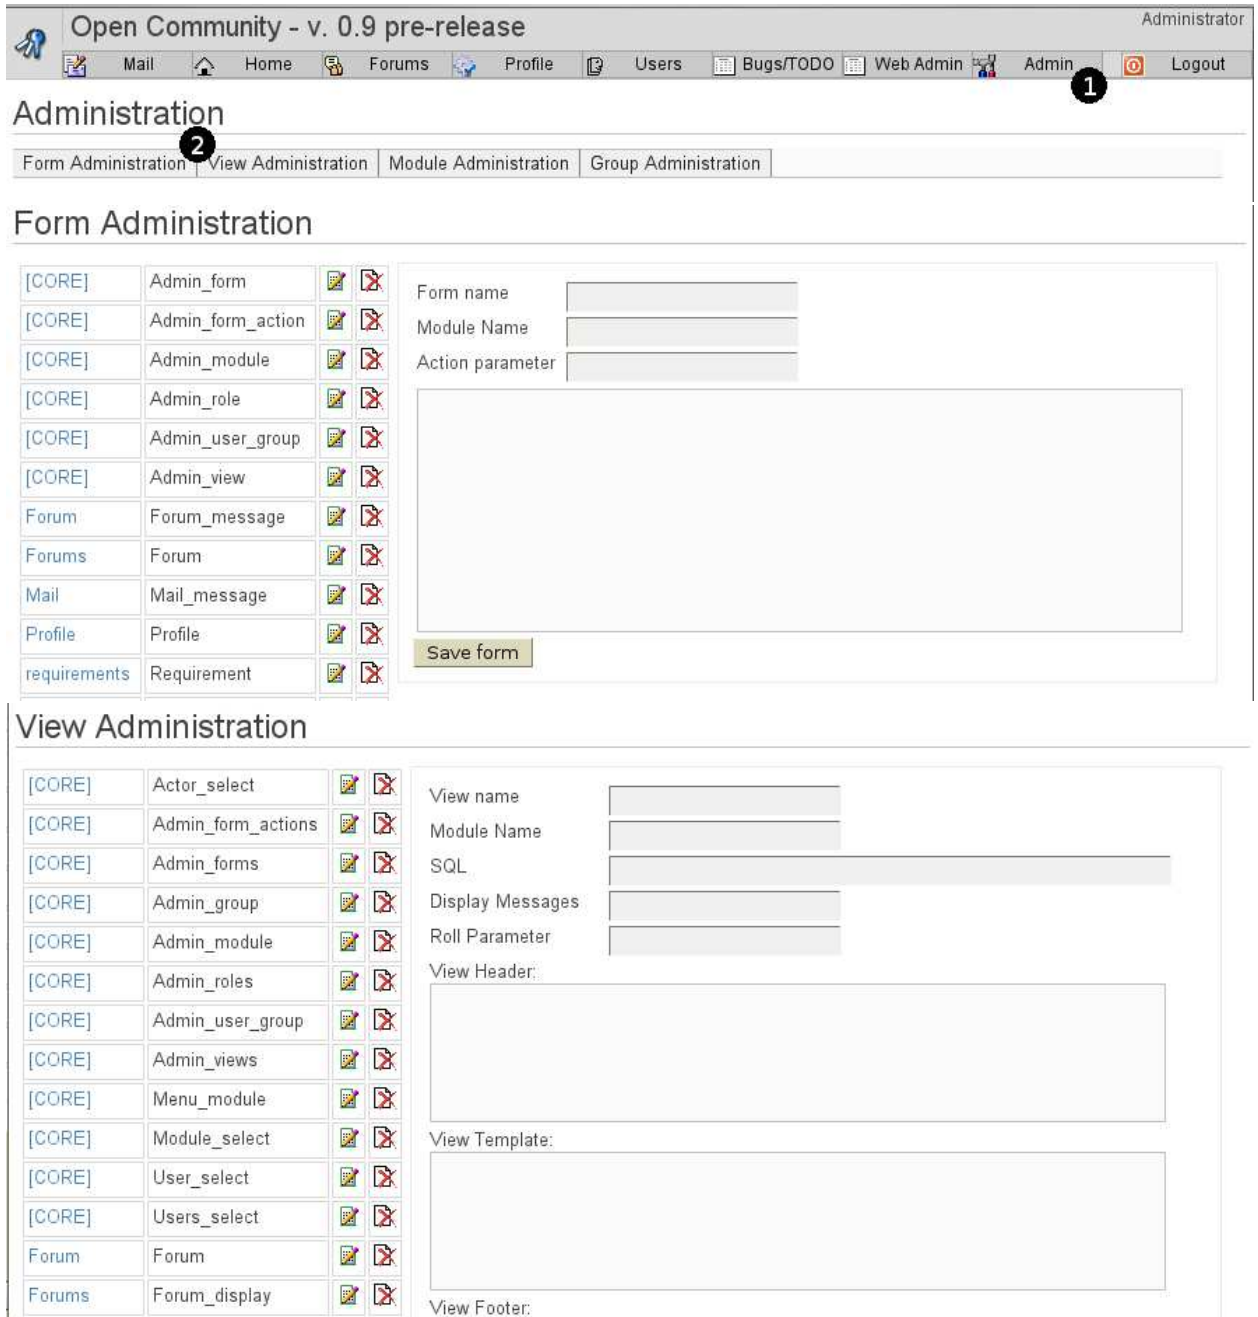 Open Community - v. 0.9 pre-release
Administrator
Mail Home Forums Profile Users Bugs/TODO Web Admin Admin Logout
1
Administration
2
Form Administration View Administration Module Administration Group Administration
Form Administration
[CORE] Admin_form
[CORE] Admin_form_action
[CORE] Admin_module
[CORE] Admin_role
[CORE] Admin_user_group
[CORE] Admin_view
Forum Forum_message
Forums Forum
Mail Mail_message
Profile Profile
requirements Requirement
Form name
Module Name
Action parameter
Save form
View Administration
[CORE] Actor_select
[CORE] Admin_form_actions
[CORE] Admin_forms
[CORE] Admin_group
[CORE] Admin_module
[CORE] Admin_roles
[CORE] Admin_user_group
[CORE] Admin_views
[CORE] Menu_module
[CORE] Module_select
[CORE] User_select
[CORE] Users_select
Forum Forum
Forums Forum_display
View name
Module Name
SQL
Display Messages
Roll Parameter
View Header:
View Template:
View Footer: